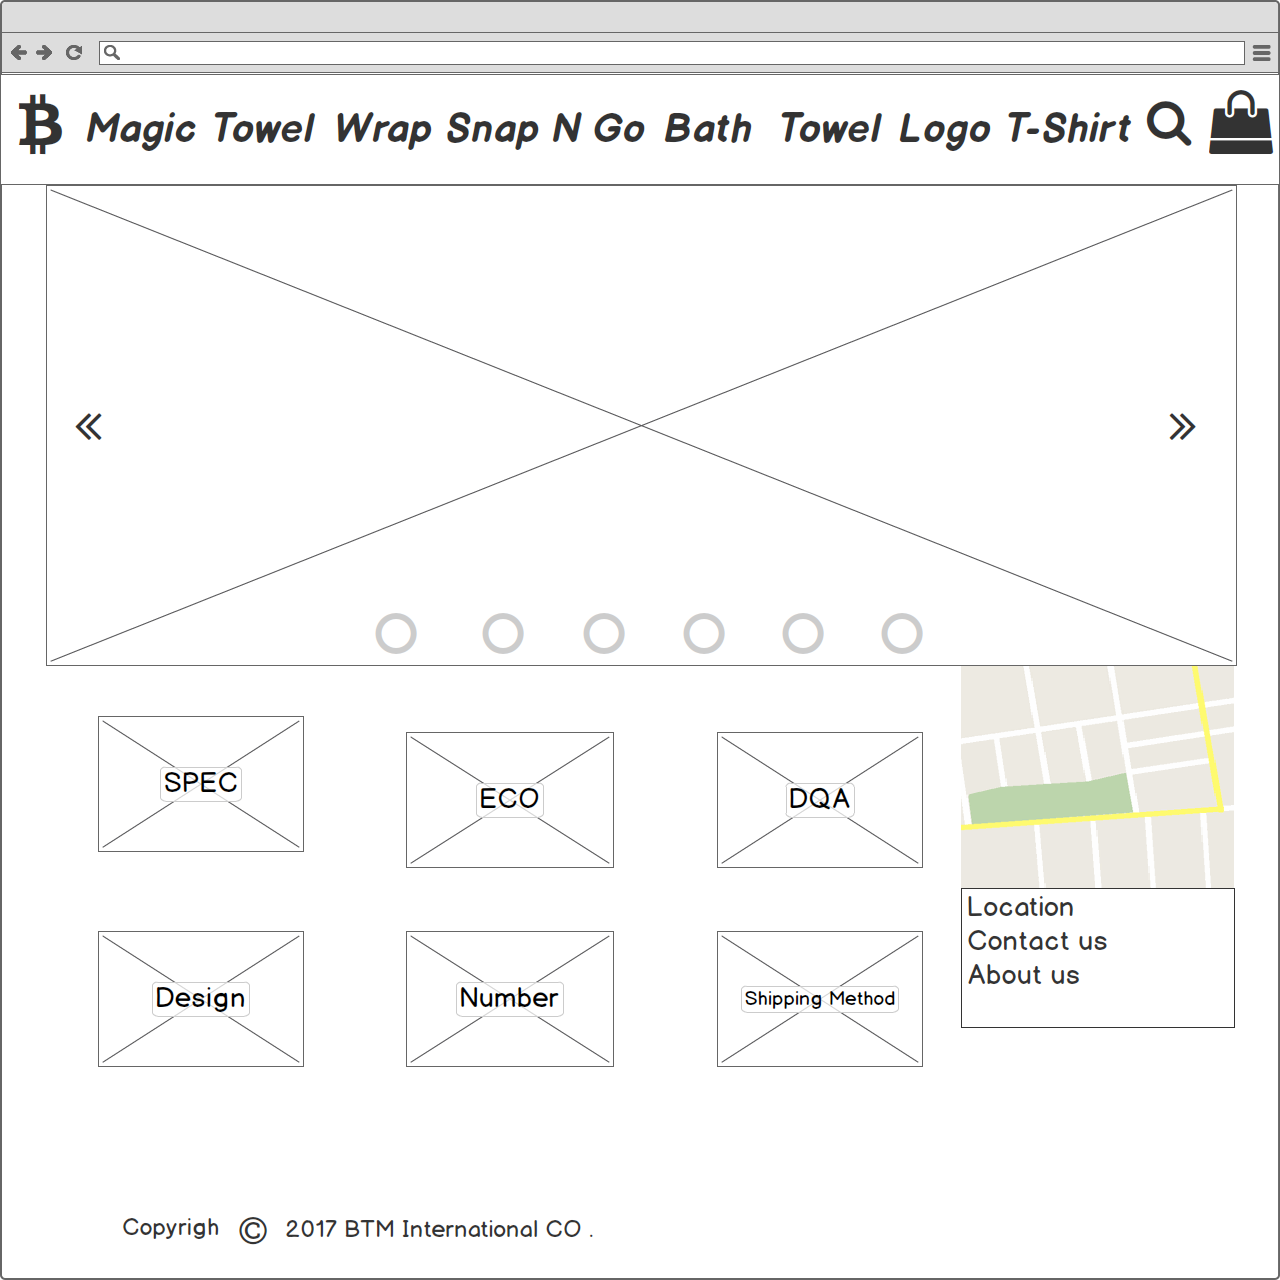 Magic Towel Wrap Snap N Go Bath Towel Logo T-Shirt
SPEC
ECO
DQA
Location
Contact us
About us
Design
Number
Shipping Method
Copyrigh © 2017 BTM International CO .